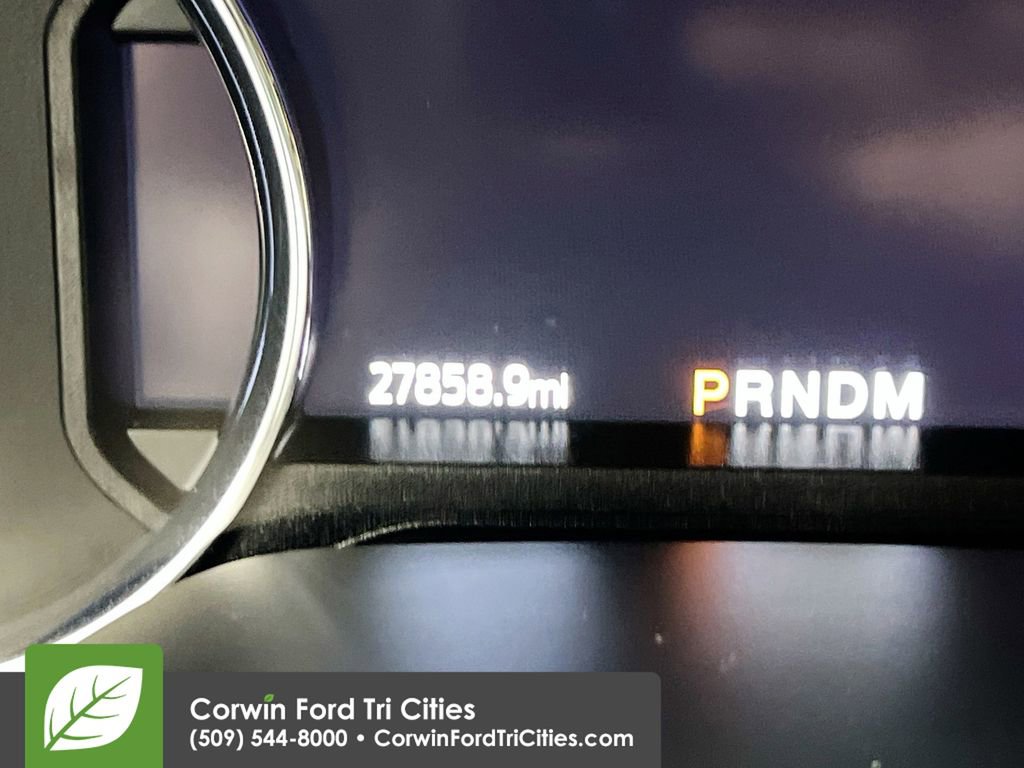 27858.9mi
PRNDM
Corwin Ford Tri Cities
(509) 544-8000 • CorwinFordTriCities.com